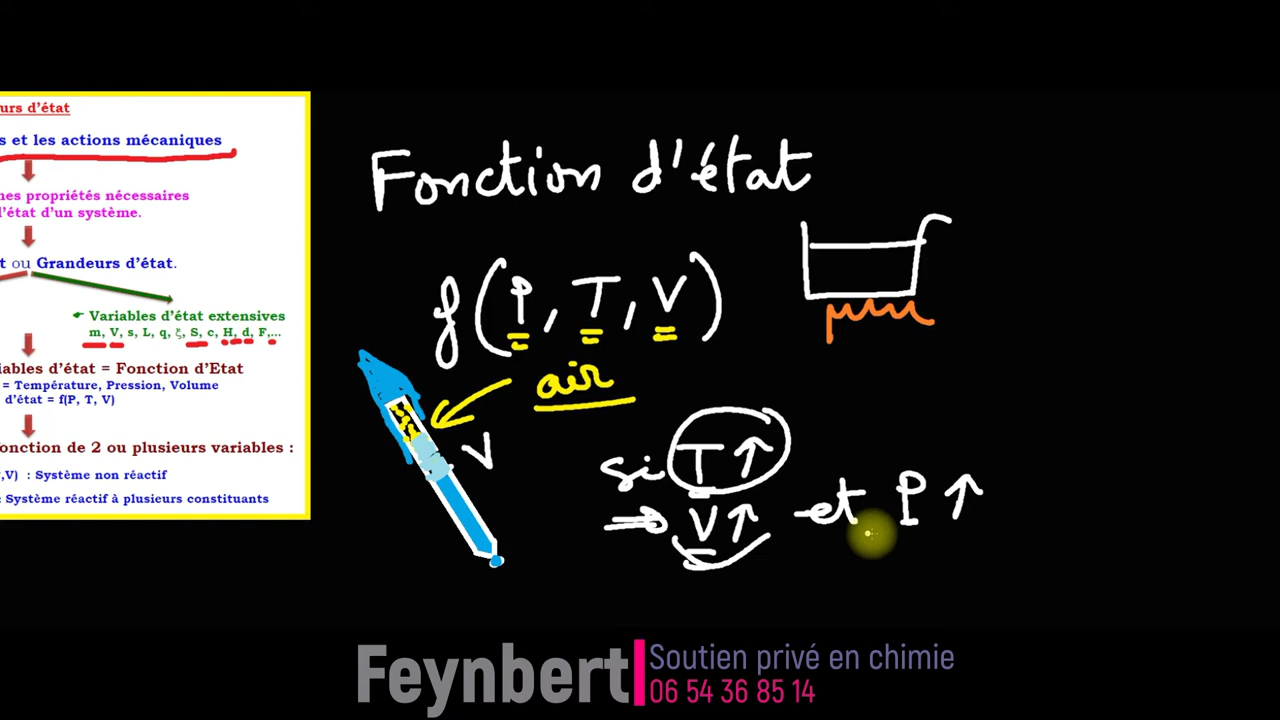 urs d'état
s et les actions mécaniques
nes propriétés nécessaires
l'état d'un système.
t ou Grandeurs d'état.
☛ Variables d'état extensives
m, V, s, L, q, ξ, S, c, H, d, F,...
iables d'état = Fonction d'Etat
= Température, Pression, Volume
d'état = f(P, T, V)
onction de 2 ou plusieurs variables :
,V) : Système non réactif
: Système réactif à plusieurs constituants
Fonction d'état
f(P, T, V)
air
V
si T↑
⇒ V↑ et P↑
Feynbert
Soutien privé en chimie
06 54 36 85 14